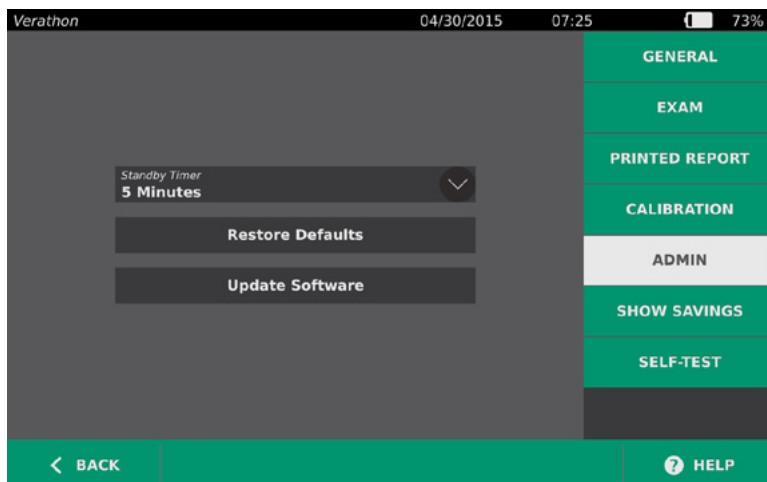 Verathon 04/30/2015 07:25 73%
GENERAL
EXAM
PRINTED REPORT
Standby Timer
5 Minutes
CALIBRATION
Restore Defaults
ADMIN
Update Software
SHOW SAVINGS
SELF-TEST
BACK
? HELP